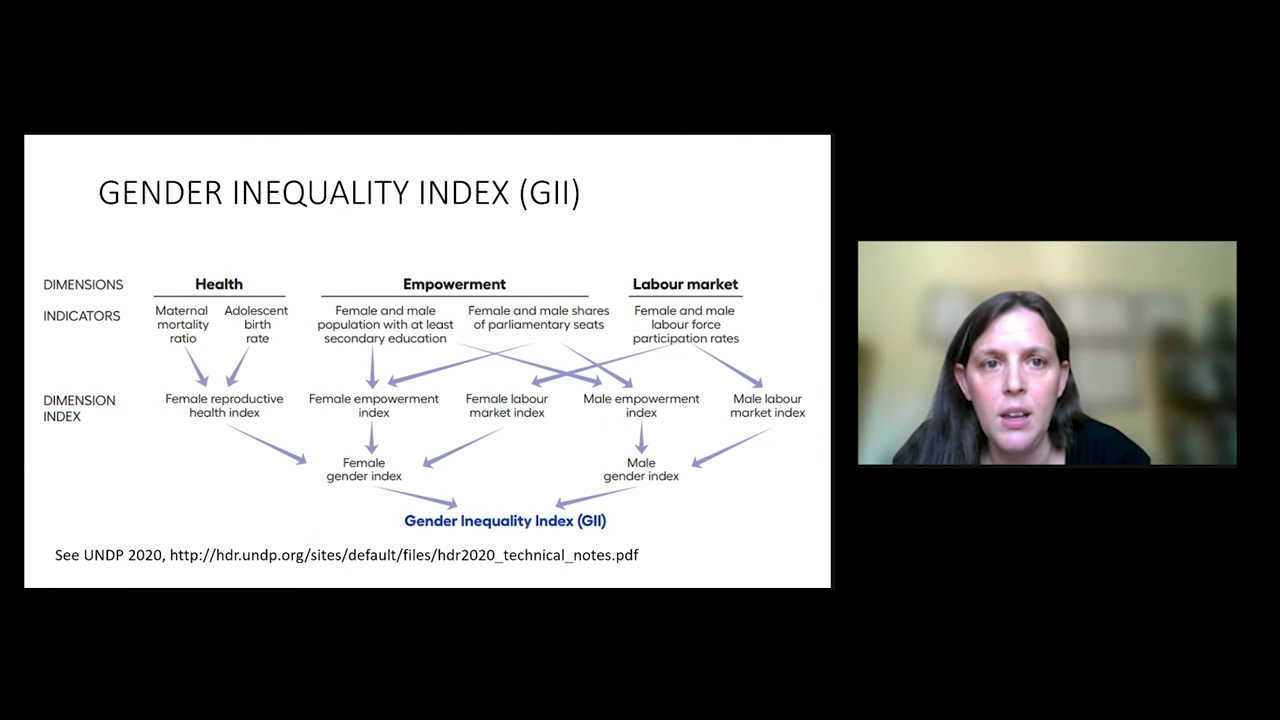 GENDER INEQUALITY INDEX (GII)
DIMENSIONS
Health
Empowerment
Labour market
INDICATORS
Maternal
mortality
ratio
Adolescent
birth
rate
Female and male
population with at least
secondary education
Female and male shares
of parliamentary seats
Female and male
labour force
participation rates
DIMENSION
INDEX
Female reproductive
health index
Female empowerment
index
Female labour
market index
Male empowerment
index
Male labour
market index
Female
gender index
Male
gender index
Gender Inequality Index (GII)
See UNDP 2020, http://hdr.undp.org/sites/default/files/hdr2020_technical_notes.pdf